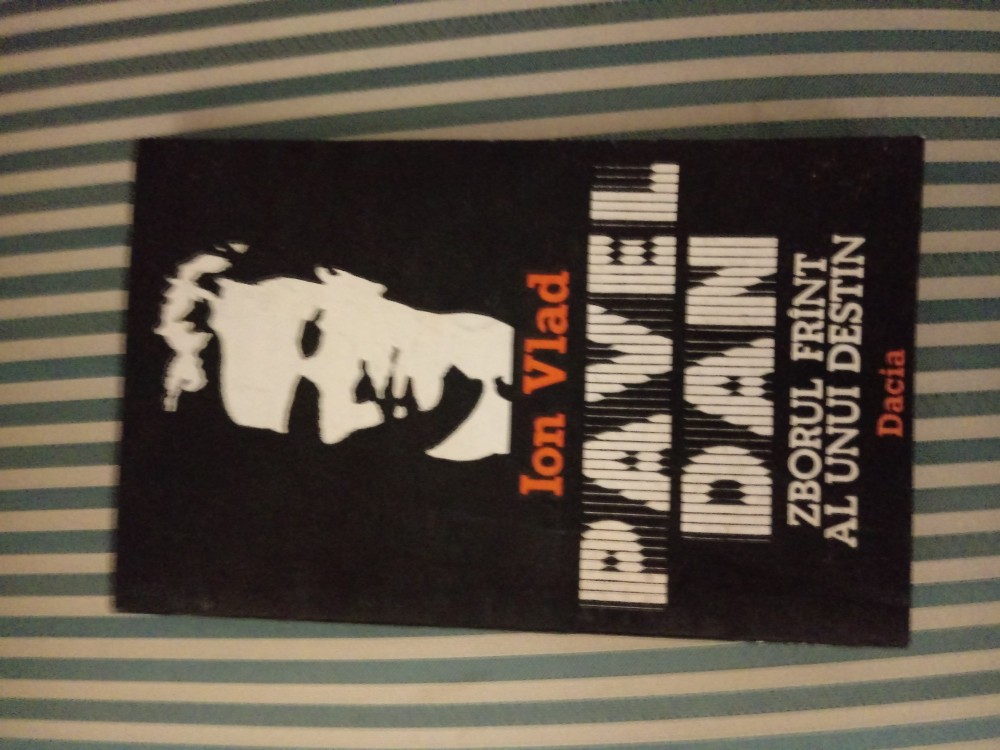 Ion Vlad
PAVEL
DAN
ZBORUL FRÎNT
AL UNUI DESTIN
Dacia